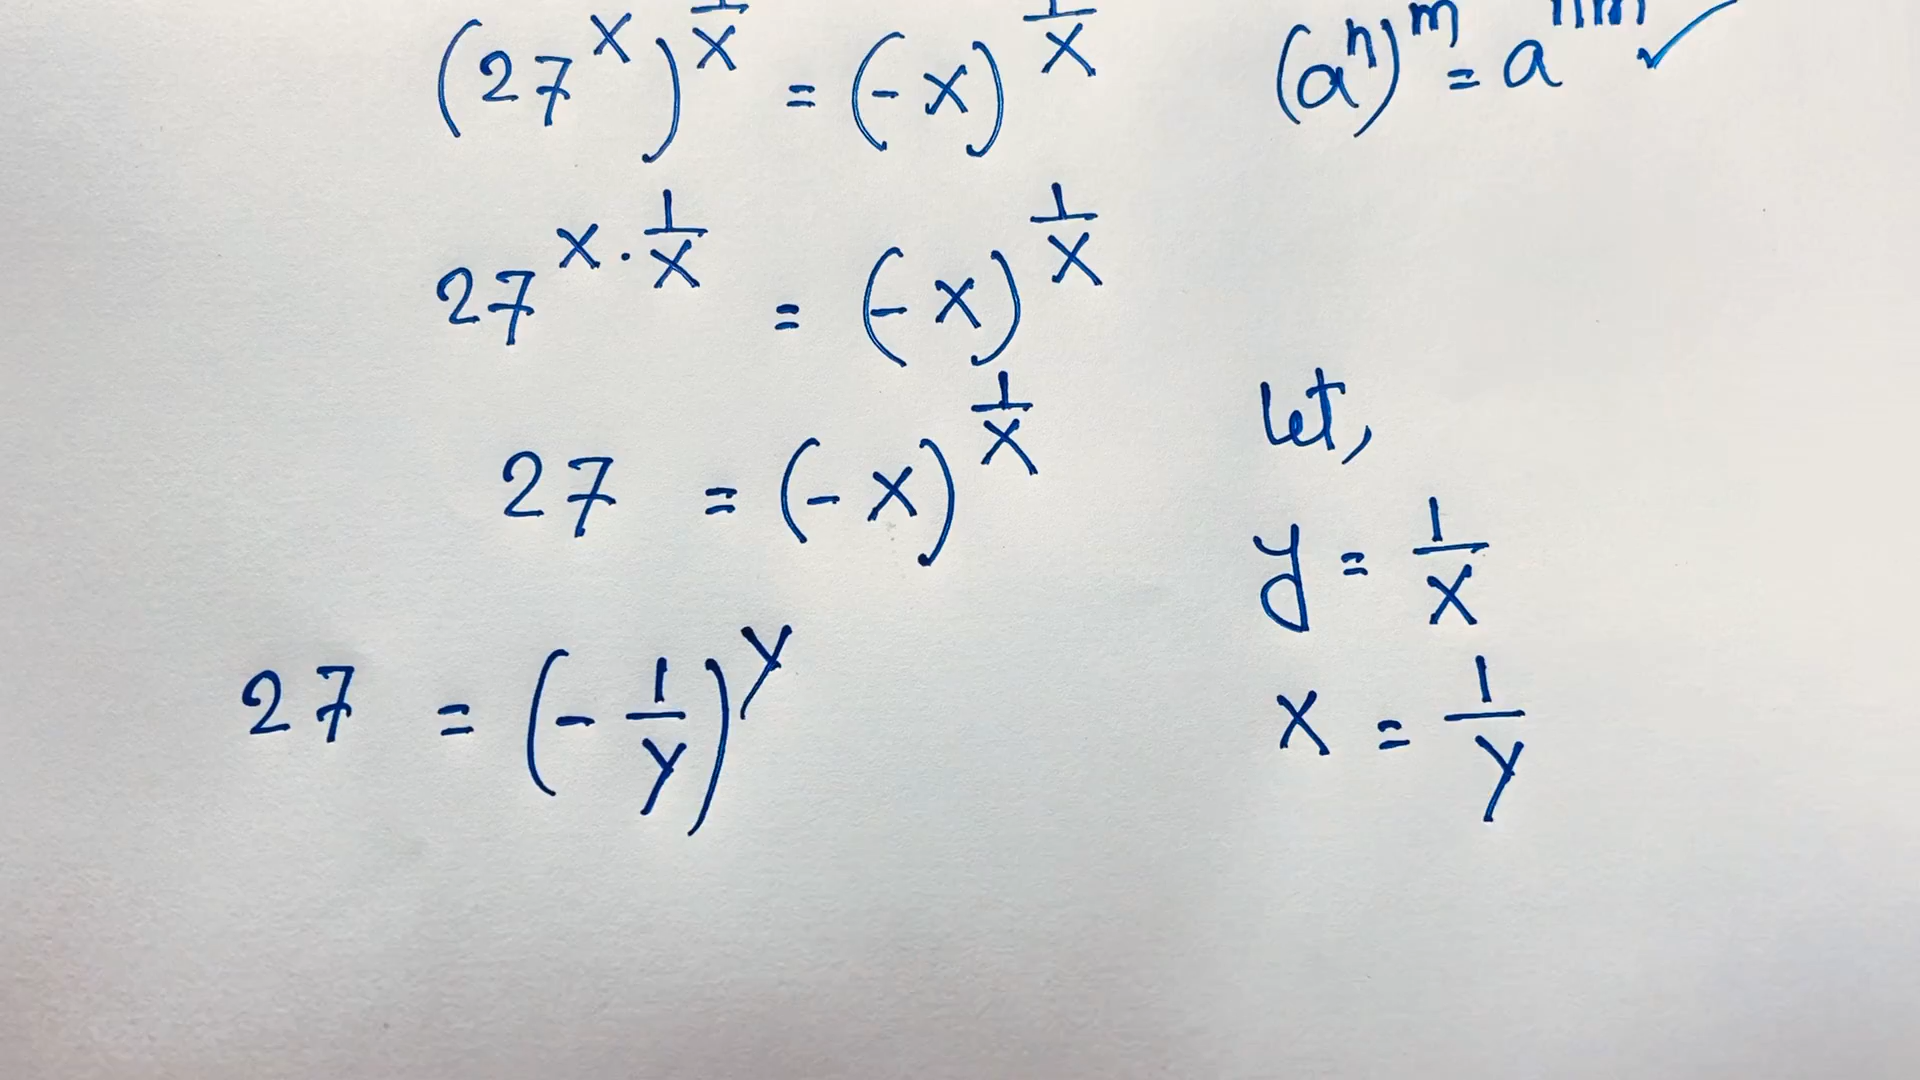 (27^x)^(1/x) = (-x)^(1/x)
(a^n)^m = a^nm ✓
27^(x·1/x) = (-x)^(1/x)
27 = (-x)^(1/x)
Let,
y = 1/x
27 = (-1/y)^y
x = 1/y